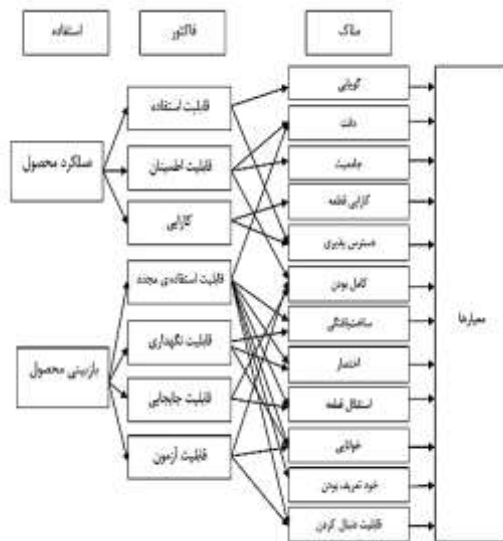 استفاده
فاکتور
ملاک
عملکرد محصول
بازبینی محصول
قابلیت استفاده
قابلیت اطمینان
کارایی
قابلیت استفاده‌ی مجدد
قابلیت نگهداری
قابلیت جابجایی
قابلیت آزمون
گویایی
دقت
جامعیت
کارایی قطعه
دسترس پذیری
کامل بودن
ساخت‌یافتگی
اختصار
استقلال قطعه
خوانایی
خود تعریف بودن
قابلیت دنبال کردن
معیارها